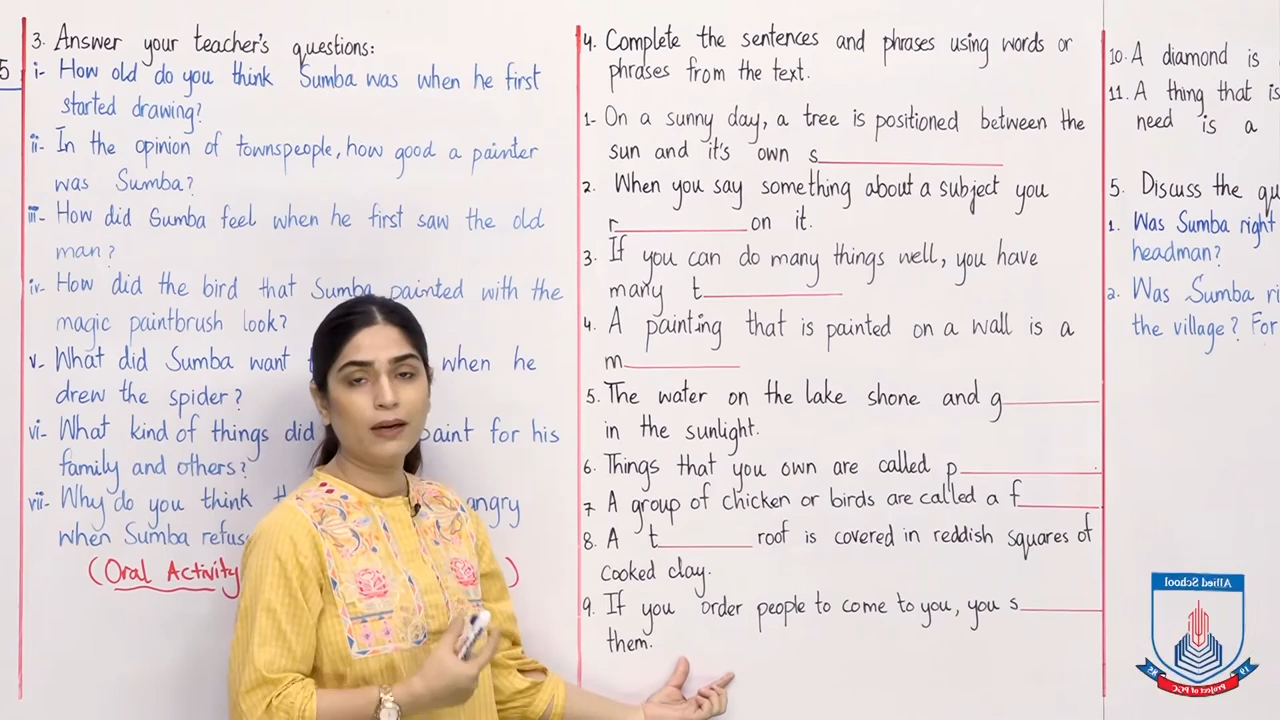 5
3. Answer your teacher's questions:
i- How old do you think Sumba was when he first
started drawing?
ii- In the opinion of townspeople, how good a painter
was Sumba?
iii- How did Sumba feel when he first saw the old
man?
iv- How did the bird that Sumba painted with the
magic paintbrush look?
v- What did Sumba want when he
drew the spider?
vi- What kind of things did paint for his
family and others?
vii- Why do you think angry
when Sumba
(Oral Activity )
4. Complete the sentences and phrases using words or
phrases from the text.
1- On a sunny day, a tree is positioned between the
sun and it's own s
2. When you say something about a subject you
r on it.
3. If you can do many things well, you have
many t
4. A painting that is painted on a wall is a
m
5. The water on the lake shone and g
in the sunlight.
6. Things that you own are called p .
7 A group of chicken or birds are called a f
8. A t roof is covered in reddish squares of
cooked clay.
9. If you order people to come to you, you s
them.
10. A diamond is
11. A thing that is
need is a
5. Discuss the
1. Was Sumba right
headman?
2. Was Sumba
the village? For
Allied School
Project of PGC